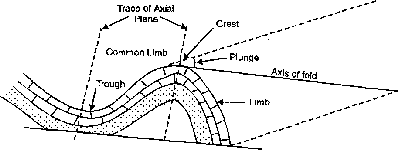 Trace of Axial
Plane
Crest
Common Limb
Plunge
Axis of fold
Trough
Limb